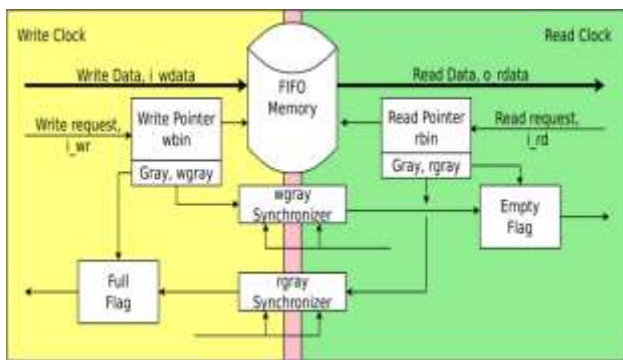 Write Clock
Read Clock
Write Data, i_wdata
Read Data, o_rdata
FIFO
Memory
Write request,
i_wr
Write Pointer
wbin
Gray, wgray
Read Pointer
rbin
Gray, rgray
Read request,
i_rd
wgray
Synchronizer
Empty
Flag
Full
Flag
rgray
Synchronizer